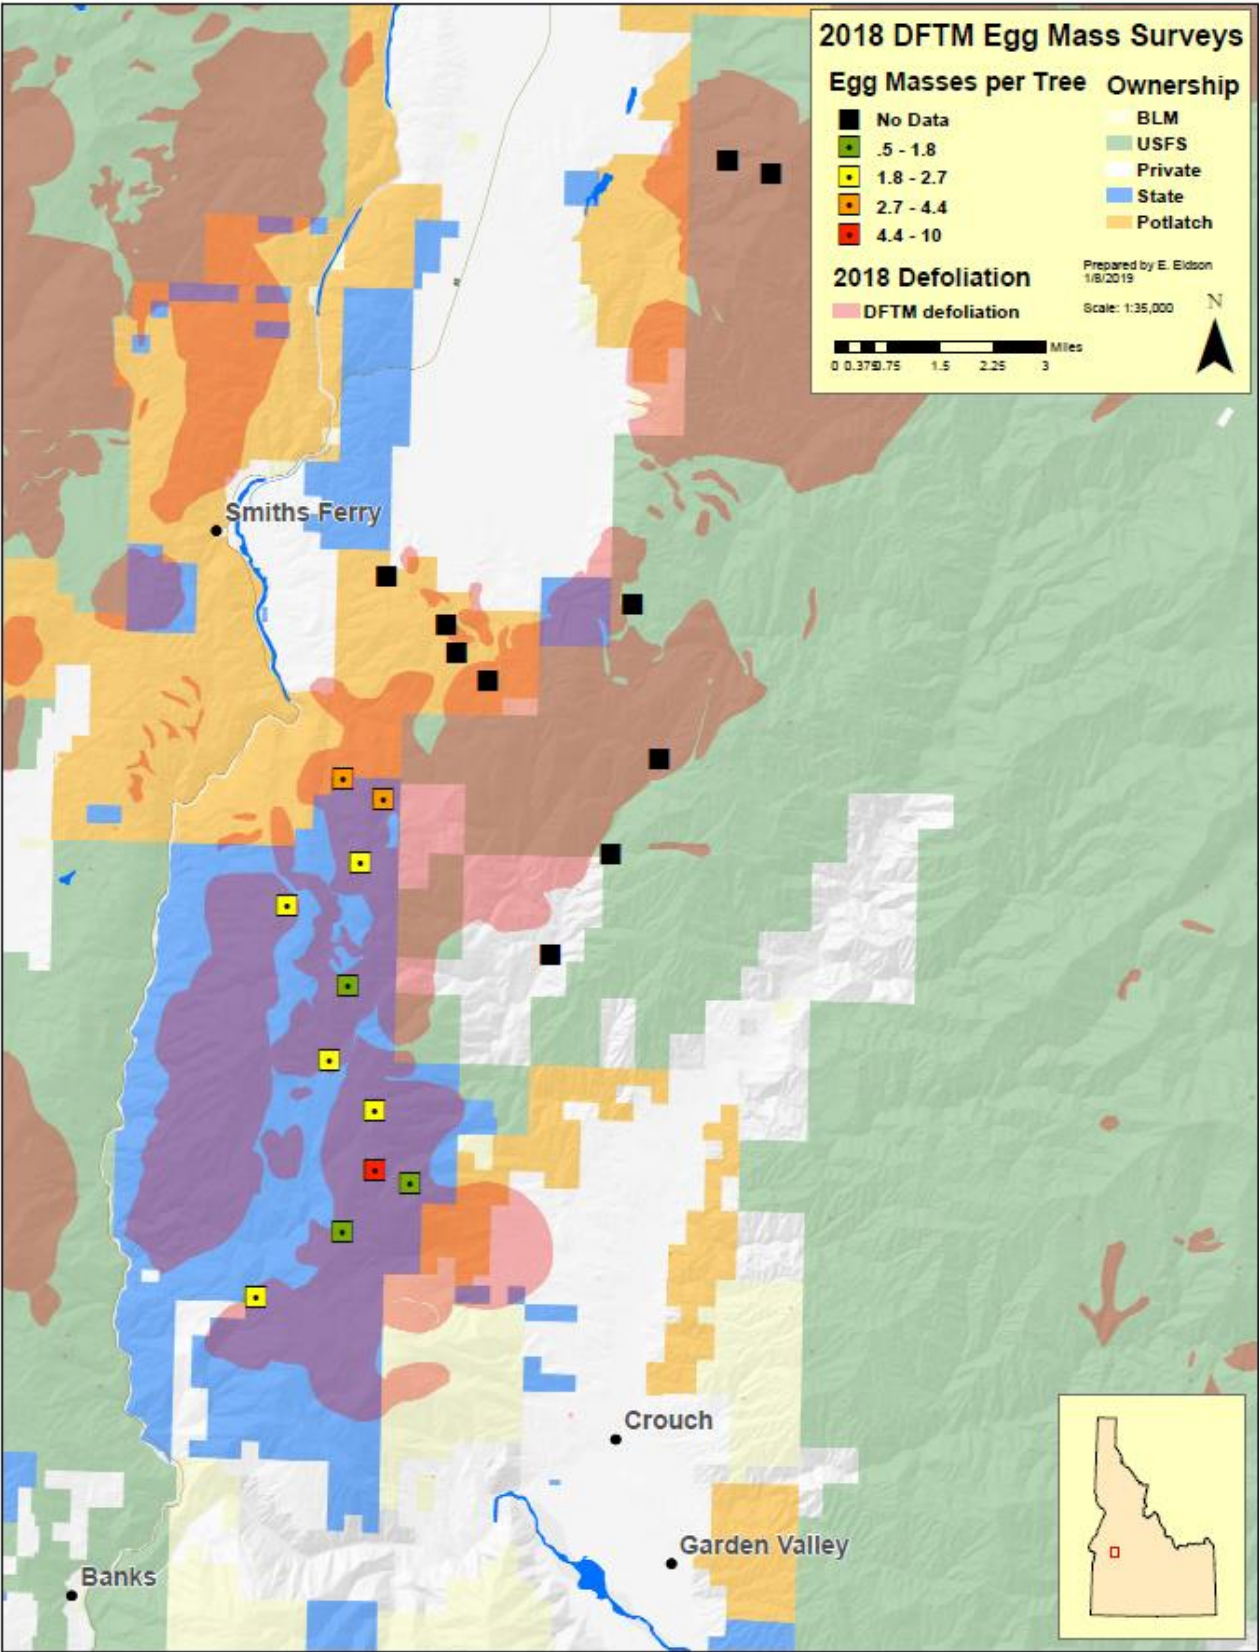 2018 DFTM Egg Mass Surveys
Egg Masses per Tree
No Data
.5 - 1.8
1.8 - 2.7
2.7 - 4.4
4.4 - 10
Ownership
BLM
USFS
Private
State
Potlatch
2018 Defoliation
DFTM defoliation
Prepared by E. Eidson
1/8/2019
Scale: 1:35,000
N
Miles
0 0.375 0.75 1.5 2.25 3
Smiths Ferry
Crouch
Garden Valley
Banks